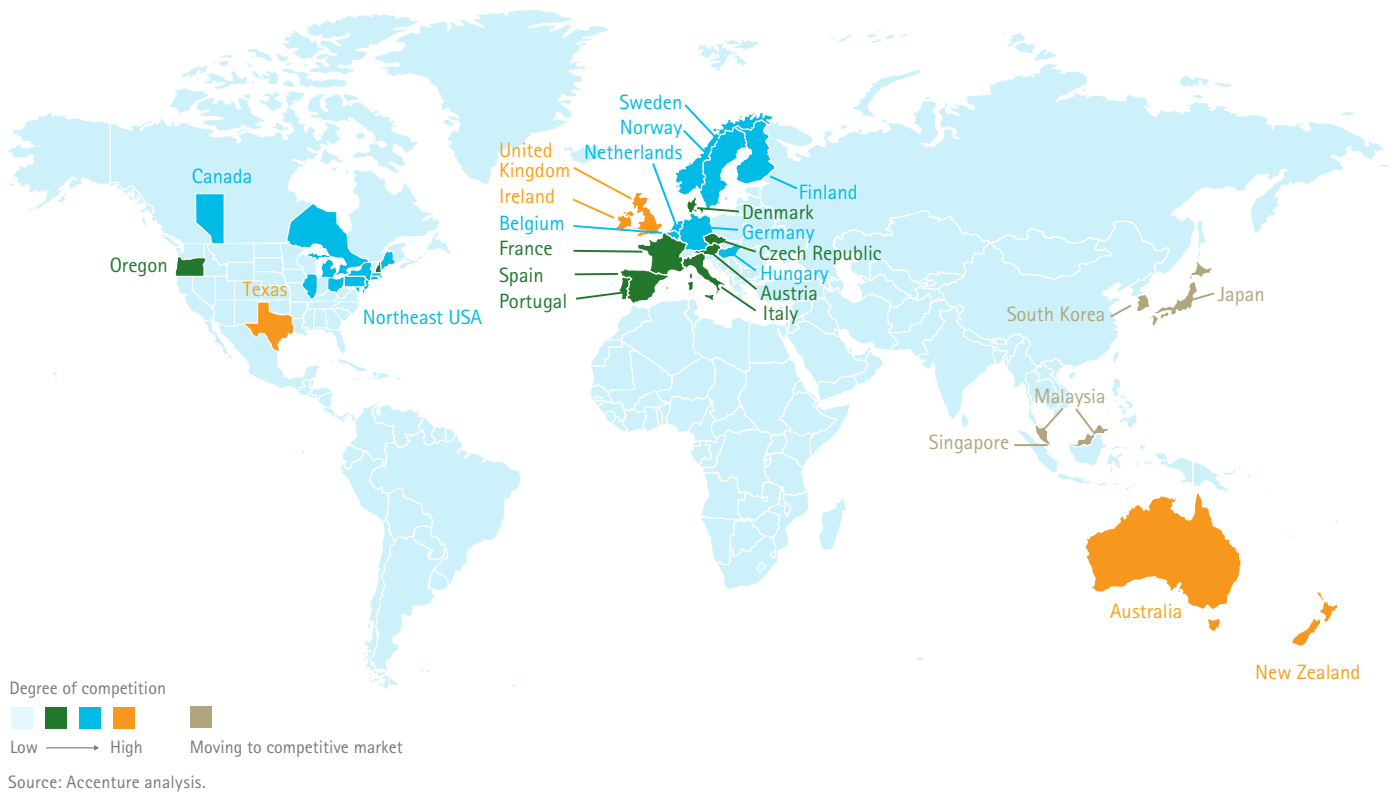 Sweden
Norway
Netherlands
United
Kingdom
Ireland
Belgium
France
Spain
Portugal
Finland
Denmark
Germany
Czech Republic
Hungary
Austria
Italy
Canada
Oregon
Texas
Northeast USA
South Korea
Japan
Malaysia
Singapore
Australia
New Zealand
Degree of competition
Low
High
Moving to competitive market
Source: Accenture analysis.